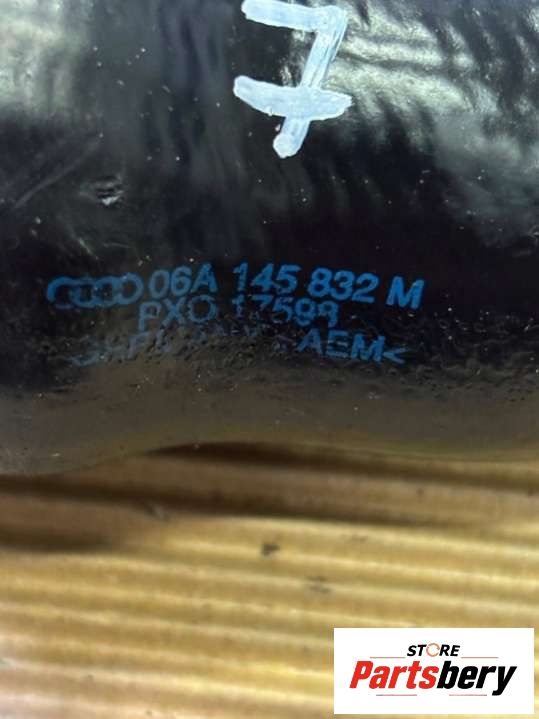 7
06A 145 832 M
PXO 17598
AEM<
STORE
Partsbery